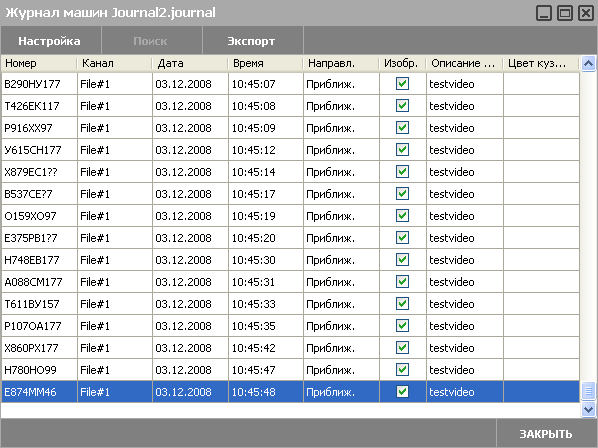 Журнал машин Journal2.journal
Настройка Поиск Экспорт
Номер Канал Дата Время Направл. Изобр. Описание ... Цвет куз...
В290НУ177 File#1 03.12.2008 10:45:07 Приближ. testvideo
Т426ЕК117 File#1 03.12.2008 10:45:08 Приближ. testvideo
Р916ХХ97 File#1 03.12.2008 10:45:09 Приближ. testvideo
У615СН177 File#1 03.12.2008 10:45:12 Приближ. testvideo
Х879ЕС1?? File#1 03.12.2008 10:45:14 Приближ. testvideo
В537СЕ?7 File#1 03.12.2008 10:45:17 Приближ. testvideo
О159ХО97 File#1 03.12.2008 10:45:19 Приближ. testvideo
Е375РВ1?7 File#1 03.12.2008 10:45:20 Приближ. testvideo
Н748ЕВ177 File#1 03.12.2008 10:45:30 Приближ. testvideo
А088СМ177 File#1 03.12.2008 10:45:31 Приближ. testvideo
Т611ВУ157 File#1 03.12.2008 10:45:33 Приближ. testvideo
Р107ОА177 File#1 03.12.2008 10:45:35 Приближ. testvideo
Х860РХ177 File#1 03.12.2008 10:45:42 Приближ. testvideo
Н780НО99 File#1 03.12.2008 10:45:47 Приближ. testvideo
Е874ММ46 File#1 03.12.2008 10:45:48 Приближ. testvideo
ЗАКРЫТЬ